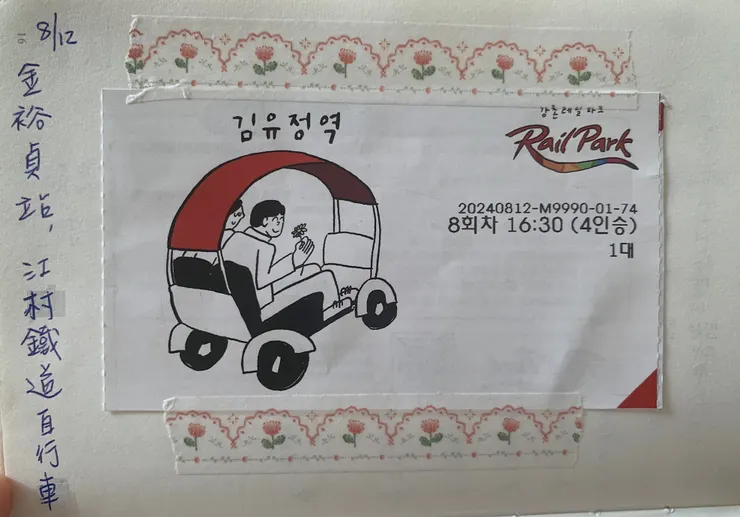 8/12
金裕貞站, 江村鐵道自行車
16
김유정역
강촌레일파크
Rail Park
20240812-M9990-01-74
8회차 16:30 (4인승)
1대